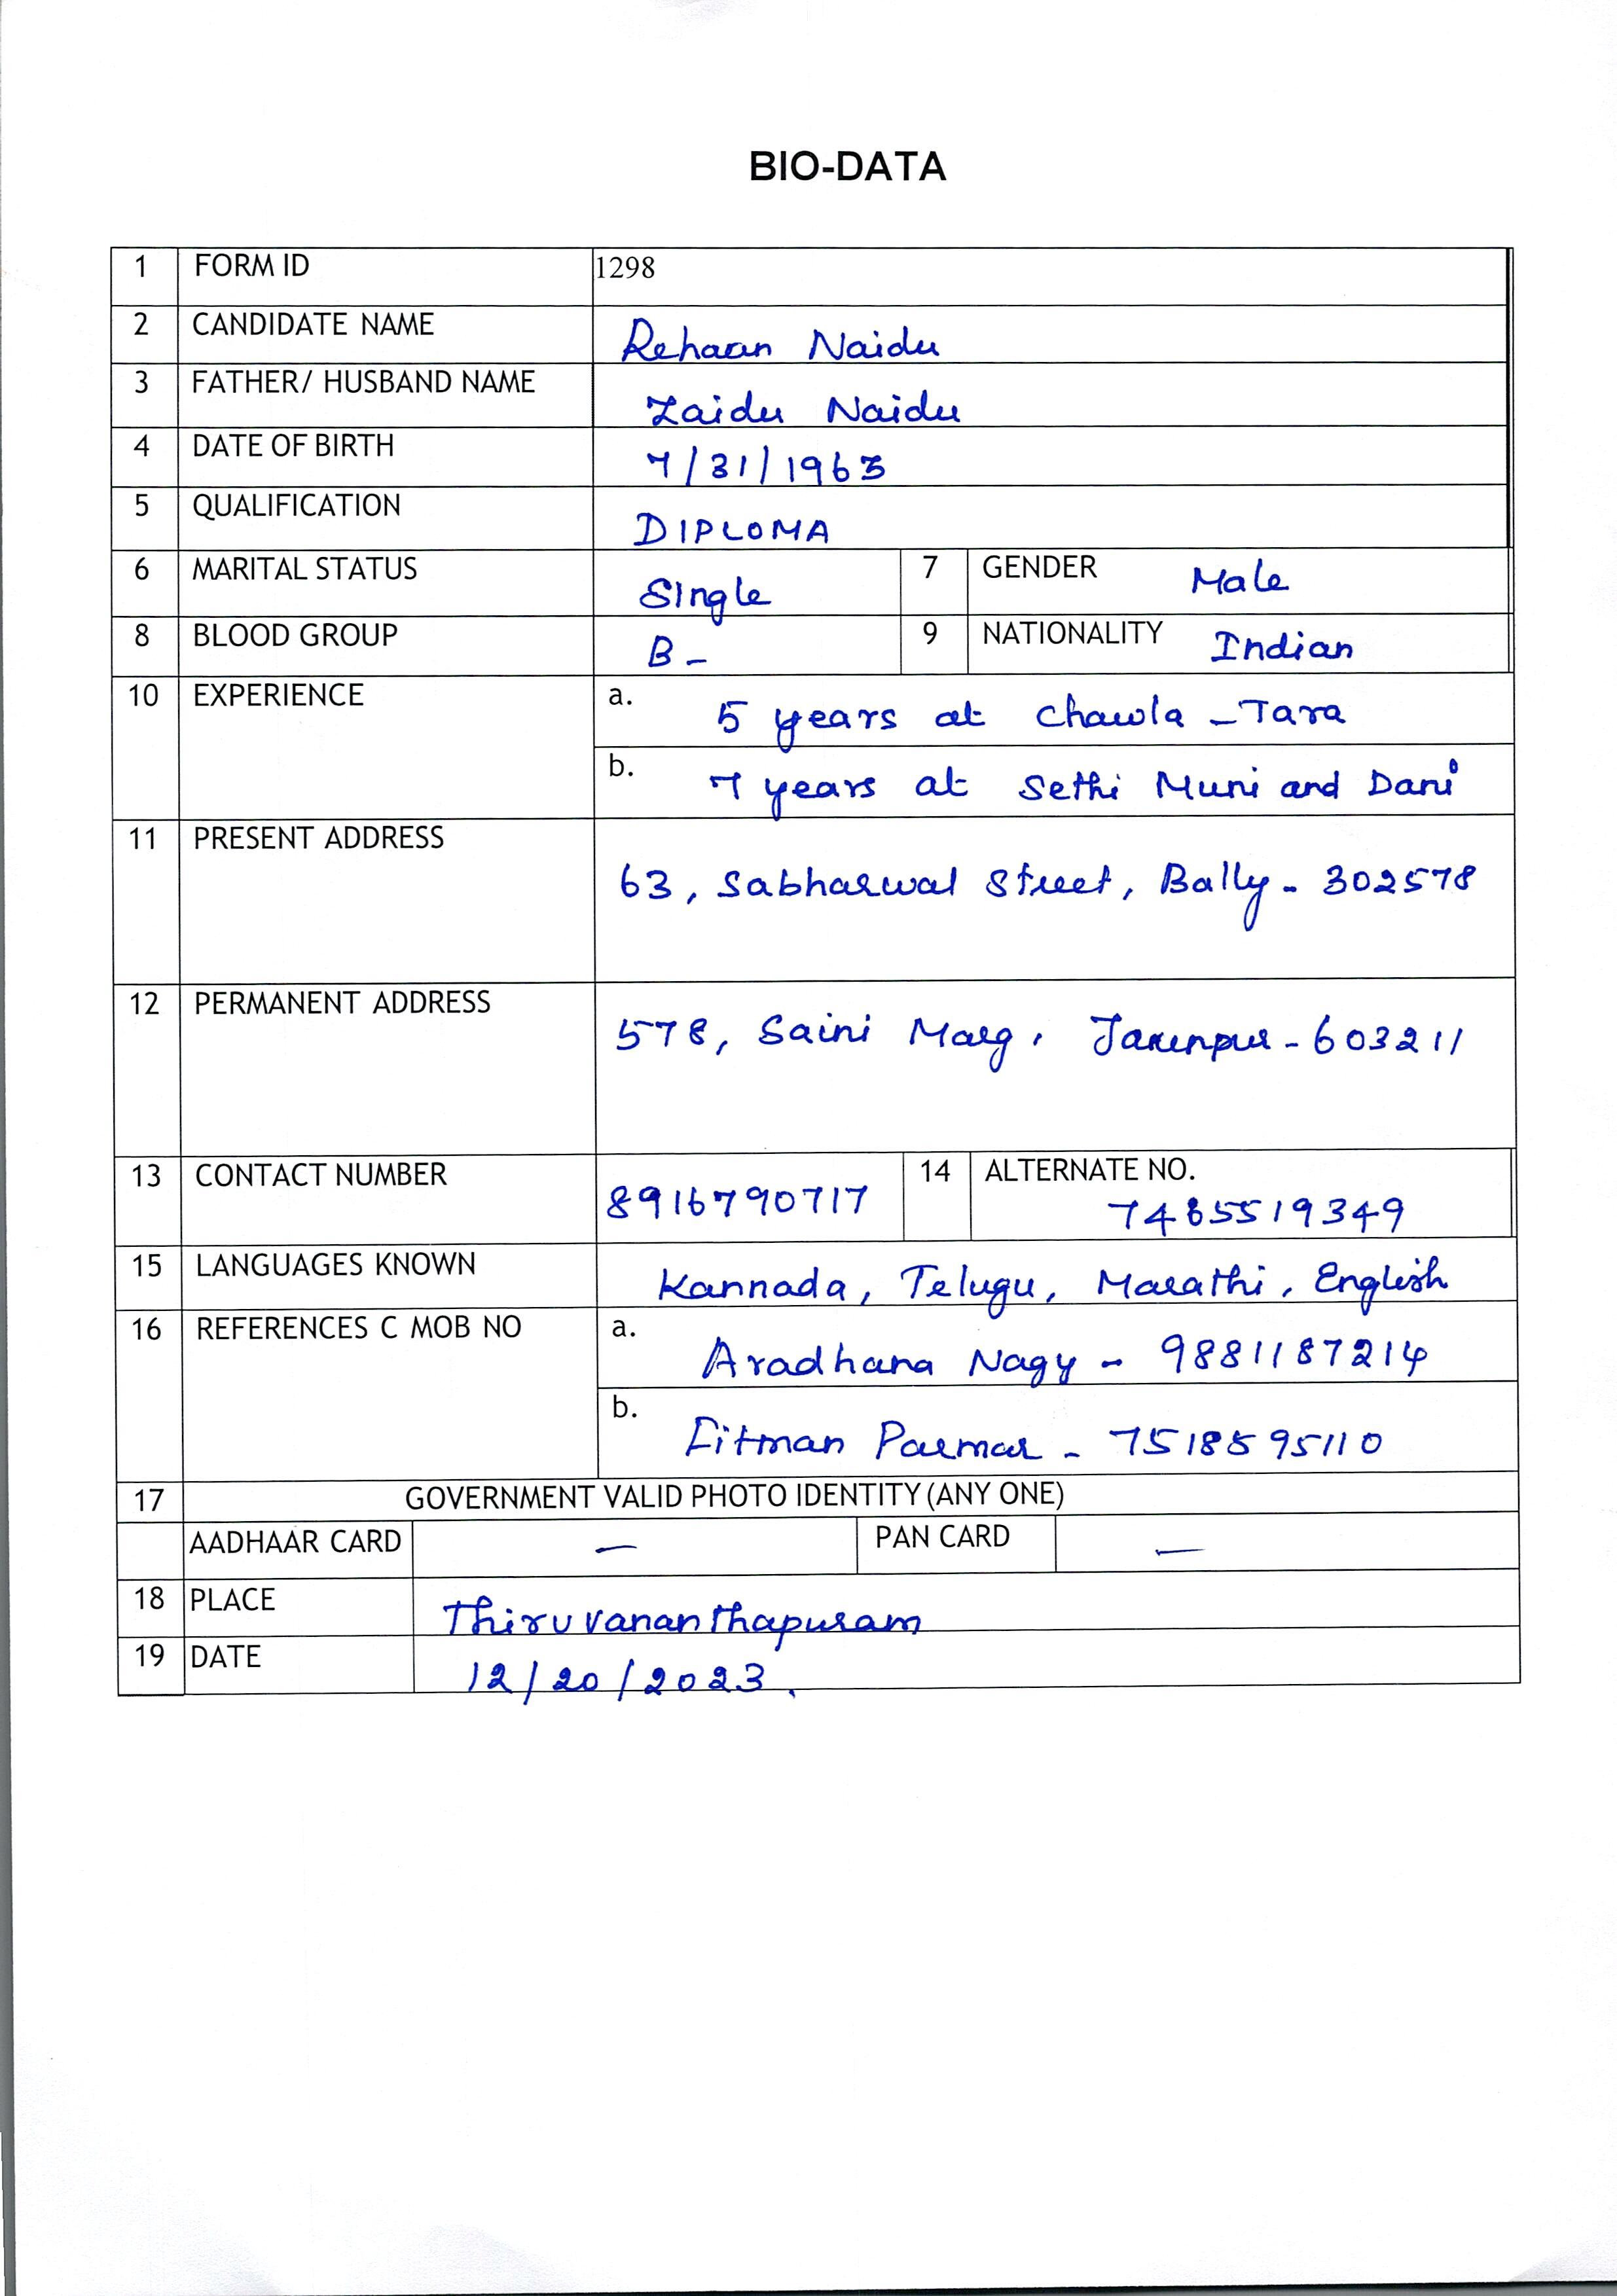 BIO-DATA
1 FORM ID 1298
2 CANDIDATE NAME Rehaan Naidu
3 FATHER/ HUSBAND NAME Zaidu Naidu
4 DATE OF BIRTH 7/31/1963
5 QUALIFICATION DIPLOMA
6 MARITAL STATUS Single 7 GENDER Male
8 BLOOD GROUP B- 9 NATIONALITY Indian
10 EXPERIENCE a. 5 years at Chawla -Tara
b. 7 years at Sethi Muni and Dani
11 PRESENT ADDRESS 63, Sabharwal Street, Bally - 302578
12 PERMANENT ADDRESS 578, Saini Marg, - 603211
13 CONTACT NUMBER 8916790717 14 ALTERNATE NO.
15 LANGUAGES KNOWN Kannada, Telugu, Marathi, English
16 REFERENCES C MOB NO a. Aradhana Nagy - 9881187214
b. Parmar - 7518595110
17 GOVERNMENT VALID PHOTO IDENTITY (ANY ONE)
AADHAAR CARD — PAN CARD —
18 PLACE Thiruvananthapuram
19 DATE 12/20/2023.